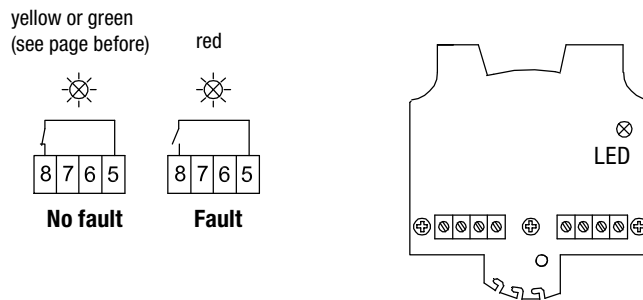 yellow or green
(see page before)
red
8 7 6 5
8 7 6 5
No fault
Fault
LED